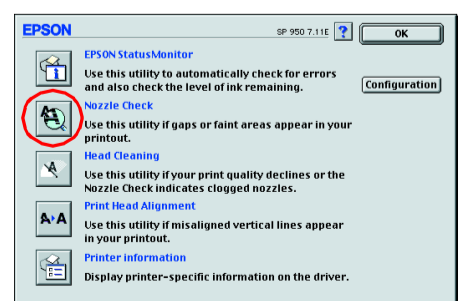 EPSON
SP 950 7.11E
?
OK
EPSON StatusMonitor
Use this utility to automatically check for errors
and also check the level of ink remaining.
Configuration
Nozzle Check
Use this utility if gaps or faint areas appear in your
printout.
Head Cleaning
Use this utility if your print quality declines or the
Nozzle Check indicates clogged nozzles.
Print Head Alignment
A A
Use this utility if misaligned vertical lines appear
in your printout.
Printer information
Display printer-specific information on the driver.